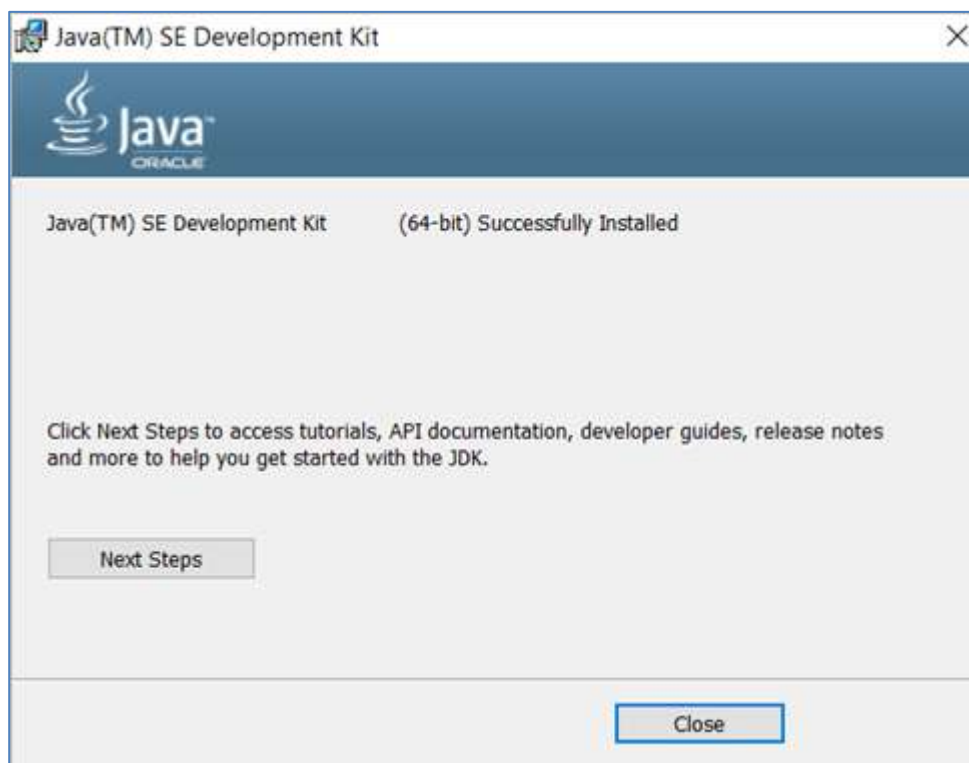 Java(TM) SE Development Kit
Java™
ORACLE
Java(TM) SE Development Kit (64-bit) Successfully Installed
Click Next Steps to access tutorials, API documentation, developer guides, release notes
and more to help you get started with the JDK.
Next Steps
Close